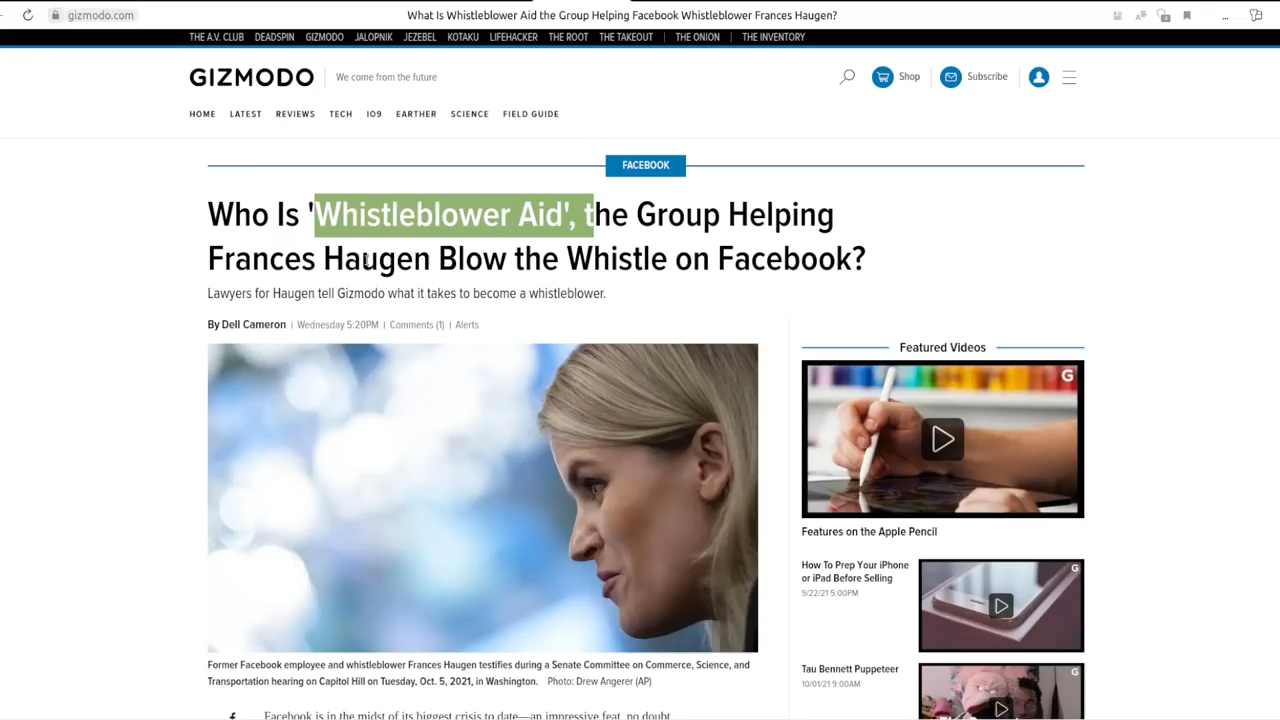 gizmodo.com
What Is Whistleblower Aid the Group Helping Facebook Whistleblower Frances Haugen?
THE A.V. CLUB DEADSPIN GIZMODO JALOPNIK JEZEBEL KOTAKU LIFEHACKER THE ROOT THE TAKEOUT | THE ONION | THE INVENTORY
GIZMODO
We come from the future
Shop
Subscribe
HOME LATEST REVIEWS TECH IO9 EARTHER SCIENCE FIELD GUIDE
FACEBOOK
Who Is 'Whistleblower Aid', the Group Helping
Frances Haugen Blow the Whistle on Facebook?
Lawyers for Haugen tell Gizmodo what it takes to become a whistleblower.
By Dell Cameron | Wednesday 5:20PM | Comments (1) | Alerts
Former Facebook employee and whistleblower Frances Haugen testifies during a Senate Committee on Commerce, Science, and
Transportation hearing on Capitol Hill on Tuesday, Oct. 5, 2021, in Washington. Photo: Drew Angerer (AP)
Facebook is in the midst of its biggest crisis to date—an impressive feat, no doubt
Featured Videos
G
Features on the Apple Pencil
How To Prep Your iPhone
or iPad Before Selling
9/22/21 5:00PM
G
Tau Bennett Puppeteer
10/01/21 9:00AM
G